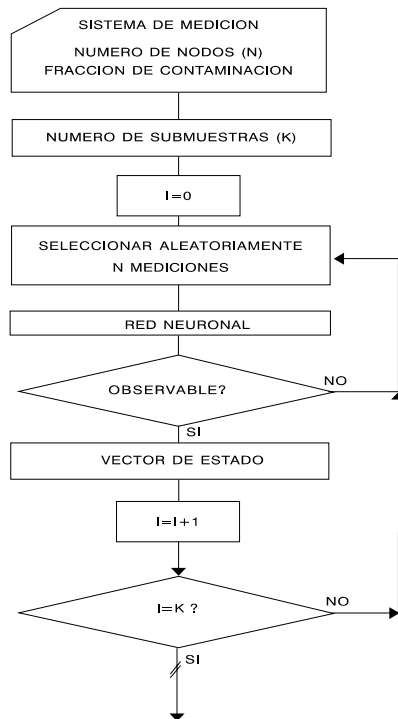 SISTEMA DE MEDICION
NUMERO DE NODOS (N)
FRACCION DE CONTAMINACION
NUMERO DE SUBMUESTRAS (K)
I=0
SELECCIONAR ALEATORIAMENTE
N MEDICIONES
RED NEURONAL
OBSERVABLE?
NO
SI
VECTOR DE ESTADO
I=I+1
I=K ?
NO
SI